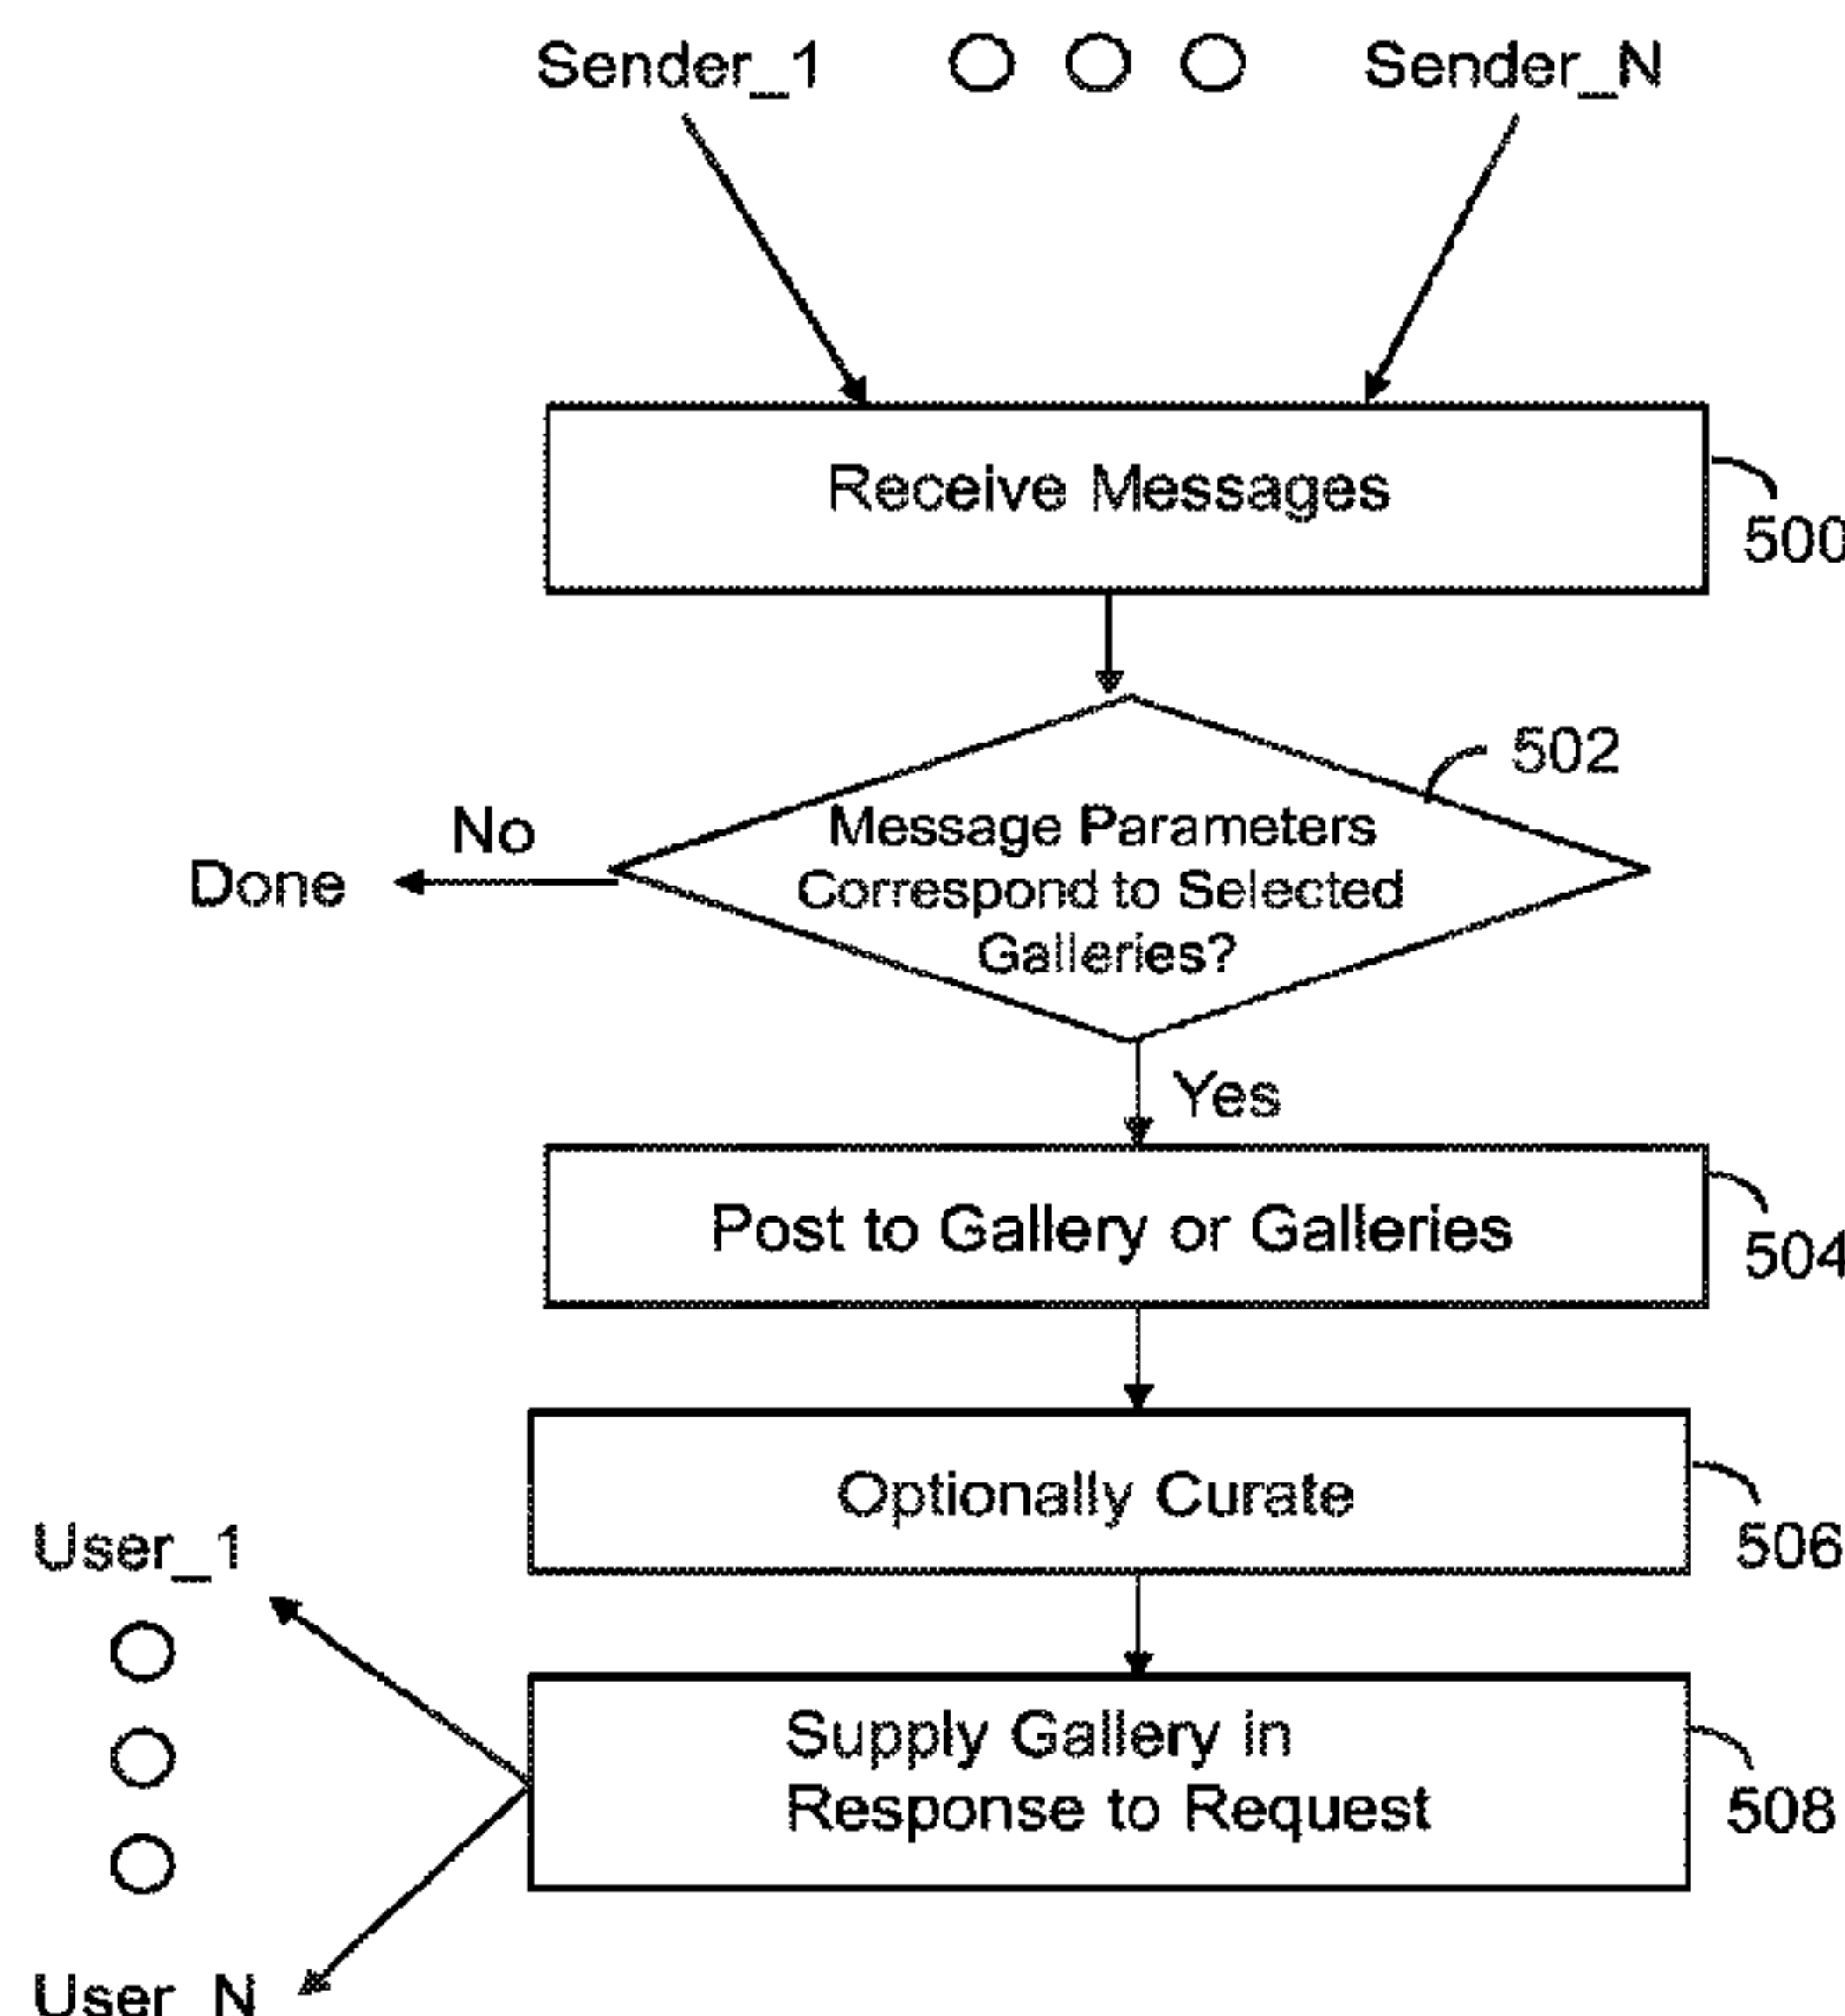 Sender_1
Sender_N
Receive Messages
500
502
Message Parameters
Correspond to Selected
Galleries?
No
Done
Yes
Post to Gallery or Galleries
504
Optionally Curate
506
User_1
Supply Gallery in
Response to Request
508
User_N